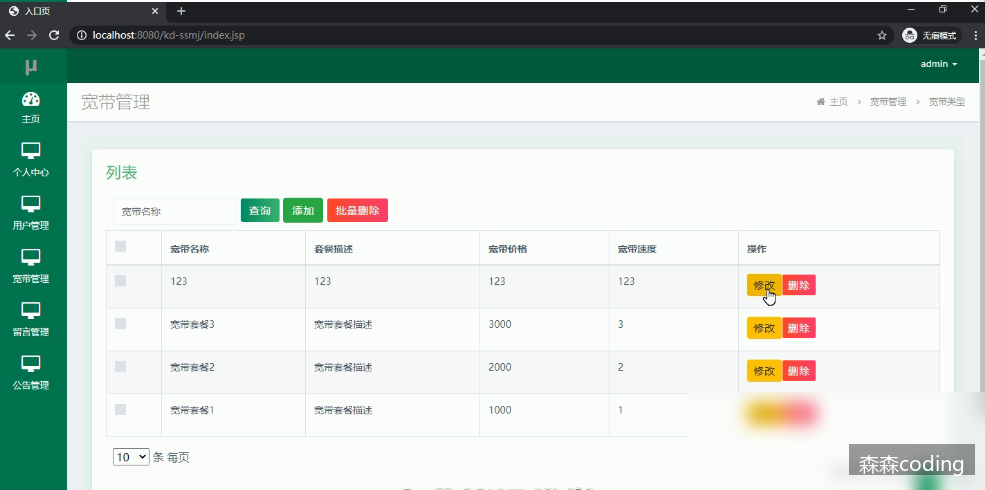 入口页
localhost:8080/kd-ssmj/index.jsp
无痕模式
μ
admin
主页
个人中心
用户管理
宽带管理
留言管理
公告管理
宽带管理
主页 > 宽带管理 > 宽带类型
列表
宽带名称 查询 添加 批量删除
宽带名称 套餐描述 宽带价格 宽带速度 操作
123 123 123 123 修改 删除
宽带套餐3 宽带套餐描述 3000 3 修改 删除
宽带套餐2 宽带套餐描述 2000 2 修改 删除
宽带套餐1 宽带套餐描述 1000 1
10 条 每页
森森coding